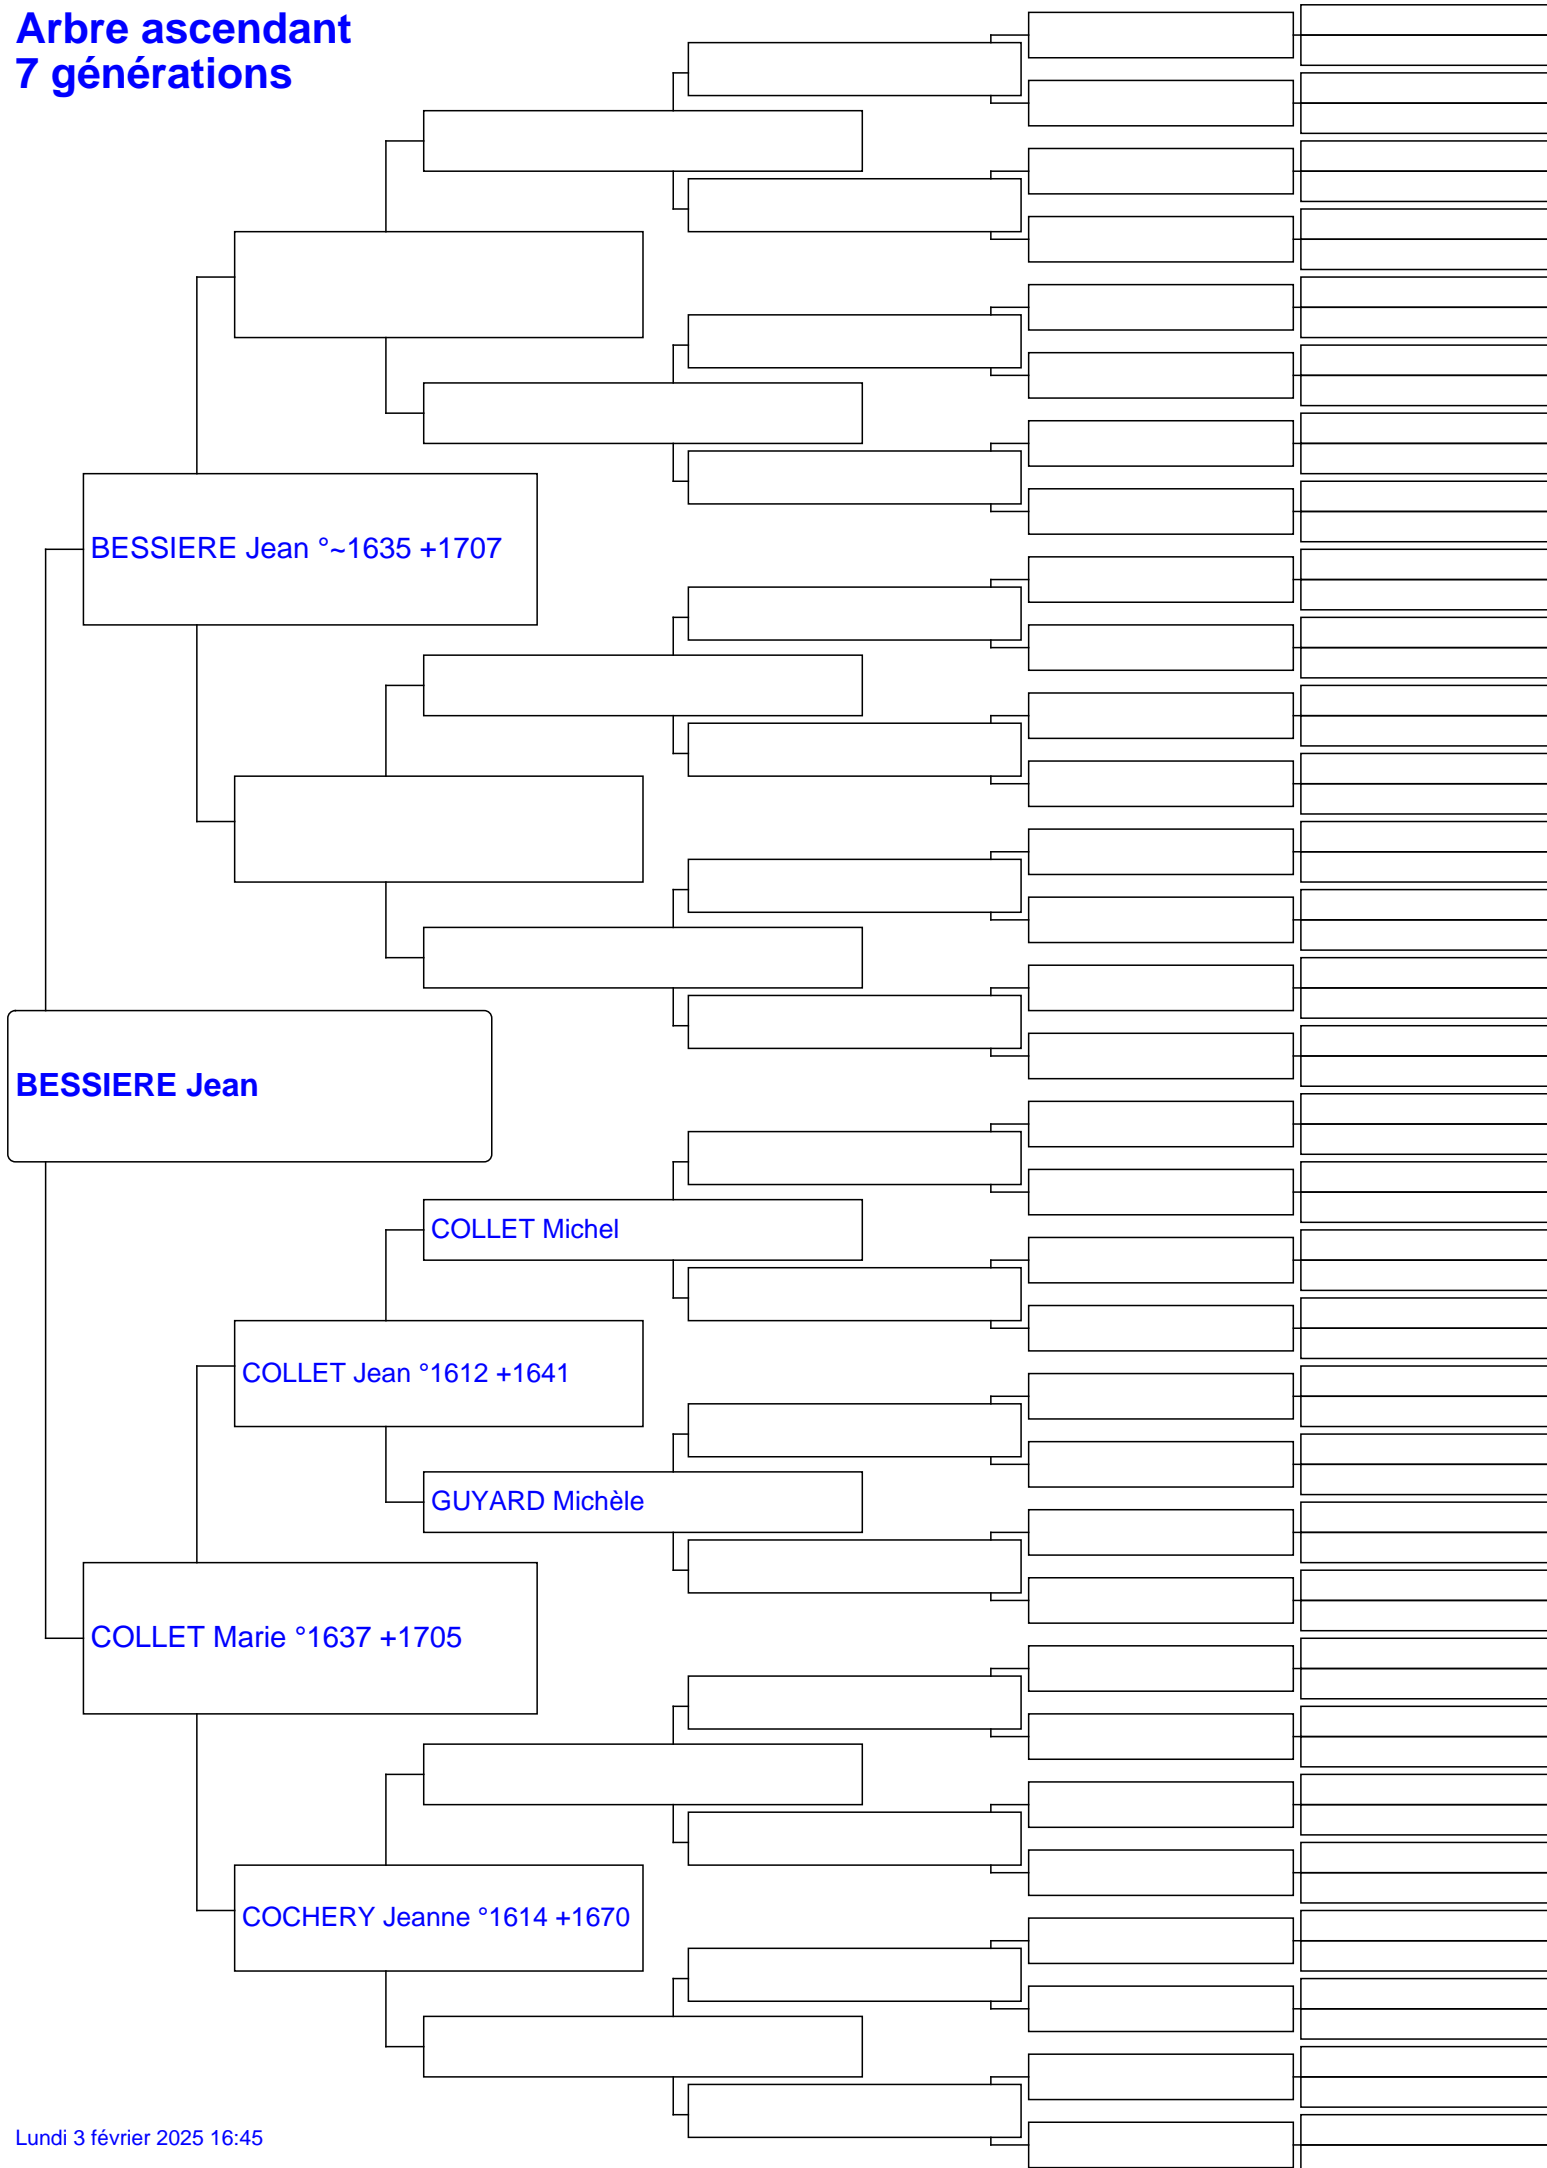 Arbre ascendant
7 générations
BESSIERE Jean °~1635 +1707
BESSIERE Jean
COLLET Michel
COLLET Jean °1612 +1641
GUYARD Michèle
COLLET Marie °1637 +1705
COCHERY Jeanne °1614 +1670
Lundi 3 février 2025 16:45